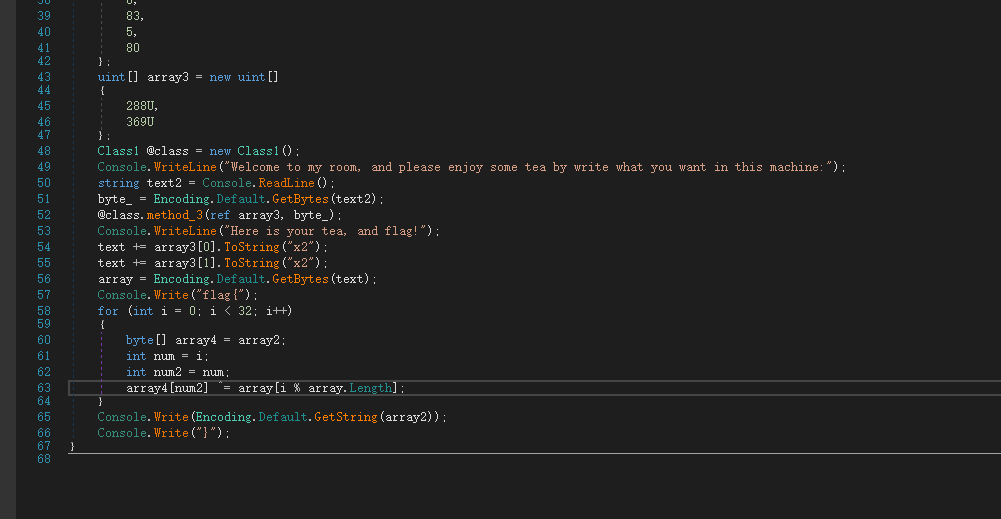 38 0,
39 83,
40 5,
41 80
42 };
43 uint[] array3 = new uint[]
44 {
45 288U,
46 369U
47 };
48 Class1 @class = new Class1();
49 Console.WriteLine("Welcome to my room, and please enjoy some tea by write what you want in this machine:");
50 string text2 = Console.ReadLine();
51 byte_ = Encoding.Default.GetBytes(text2);
52 @class.method_3(ref array3, byte_);
53 Console.WriteLine("Here is your tea, and flag!");
54 text += array3[0].ToString("x2");
55 text += array3[1].ToString("x2");
56 array = Encoding.Default.GetBytes(text);
57 Console.Write("flag{");
58 for (int i = 0; i < 32; i++)
59 {
60 byte[] array4 = array2;
61 int num = i;
62 int num2 = num;
63 array4[num2] ^= array[i % array.Length];
64 }
65 Console.Write(Encoding.Default.GetString(array2));
66 Console.Write("}");
67 }
68